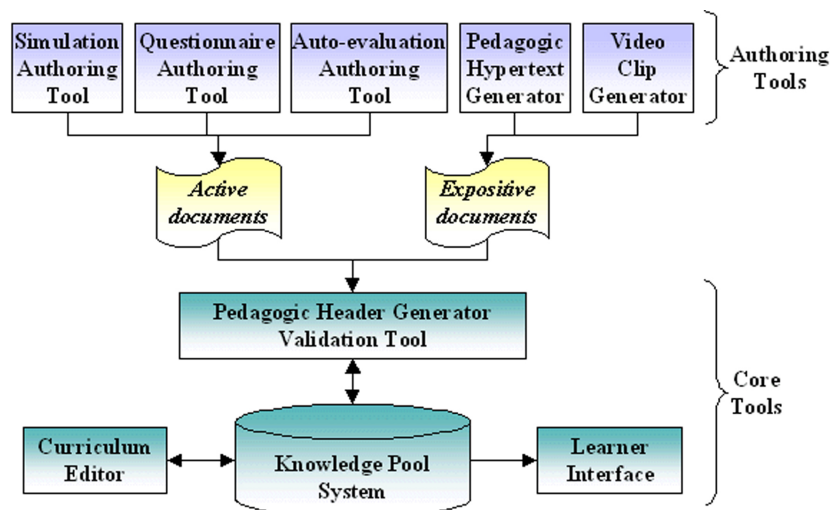 Simulation
Authoring
Tool
Questionnaire
Authoring
Tool
Auto-evaluation
Authoring
Tool
Pedagogic
Hypertext
Generator
Video
Clip
Generator
Authoring
Tools
Active
documents
Expositive
documents
Pedagogic Header Generator
Validation Tool
Core
Tools
Curriculum
Editor
Knowledge Pool
System
Learner
Interface